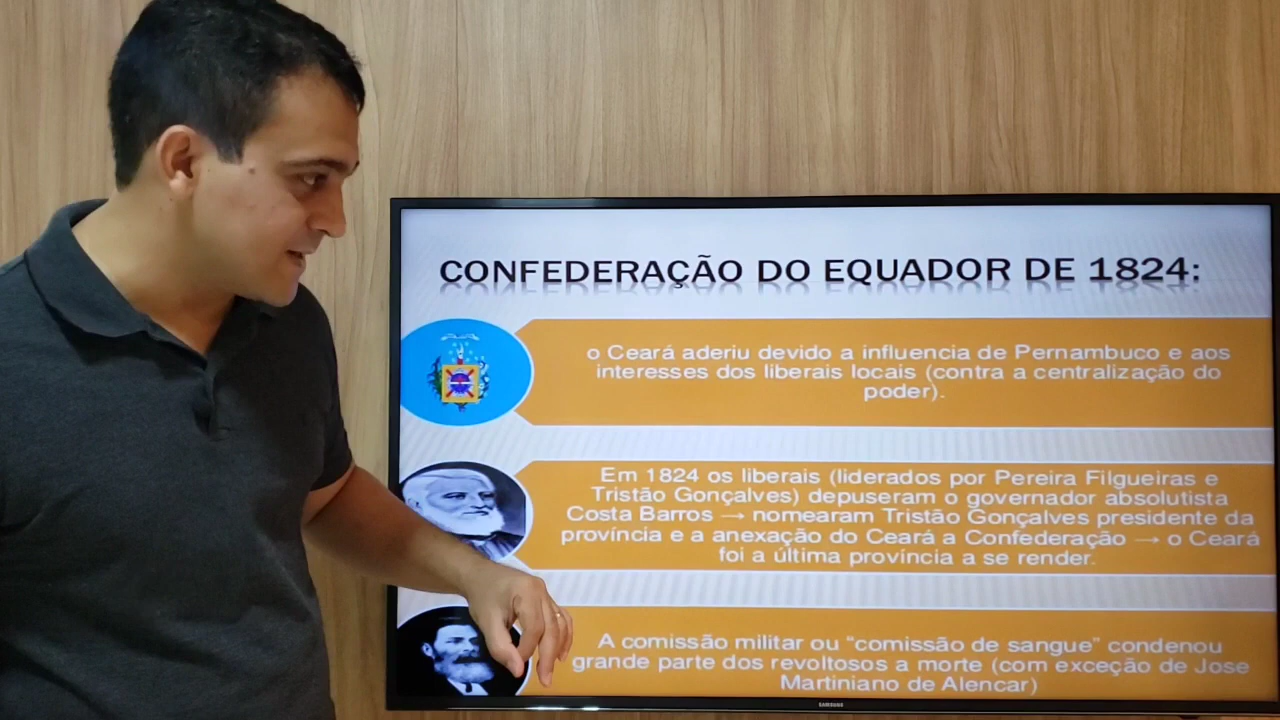 CONFEDERAÇÃO DO EQUADOR DE 1824:
o Ceará aderiu devido a influencia de Pernambuco e aos
interesses dos liberais locais (contra a centralização do
poder).
Em 1824 os liberais (liderados por Pereira Filgueiras e
Tristão Gonçalves) depuseram o governador absolutista
Costa Barros → nomearam Tristão Gonçalves presidente da
província e a anexação do Ceará a Confederação → o Ceará
foi a última província a se render.
A comissão militar ou “comissão de sangue” condenou
grande parte dos revoltosos a morte (com exceção de Jose
Martiniano de Alencar)
SAMSUNG